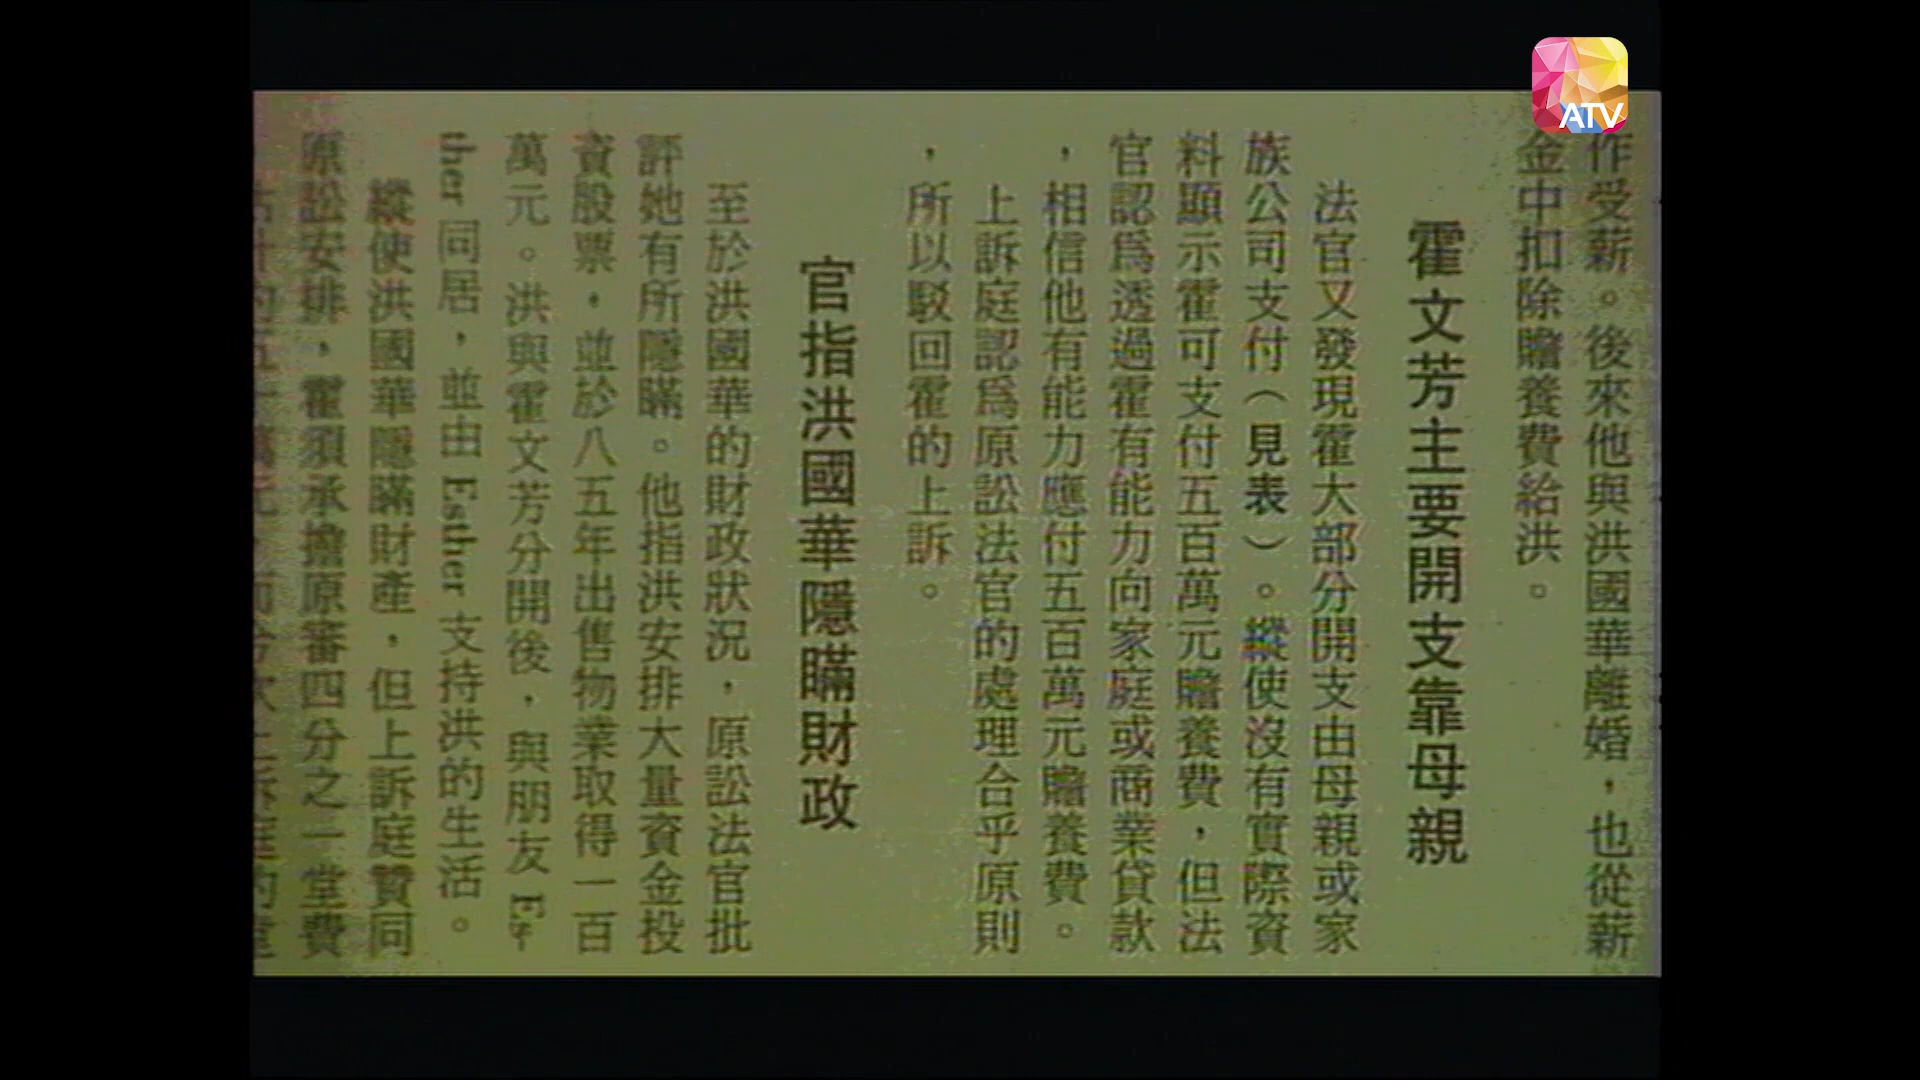 ATV
作受薪。後來他與洪國華離婚，也從薪
金中扣除贍養費給洪。
霍文芳主要開支靠母親
法官又發現霍大部分開支由母親或家
族公司支付（見表）。縱使沒有實際資
料顯示霍可支付五百萬元贍養費，但法
官認爲透過霍有能力向家庭或商業貸款
，相信他有能力應付五百萬元贍養費。
上訴庭認爲原訟法官的處理合乎原則
，所以駁回霍的上訴。
官指洪國華隱瞞財政
至於洪國華的財政狀況，原訟法官批
評她有所隱瞞。他指洪安排大量資金投
資股票，並於八五年出售物業取得一百
萬元。洪與霍文芳分開後，與朋友 Es-
ther 同居，並由 Esther 支持洪的生活。
縱使洪國華隱瞞財產，但上訴庭贊同
原訟安排，霍須承擔原審四分之一堂費